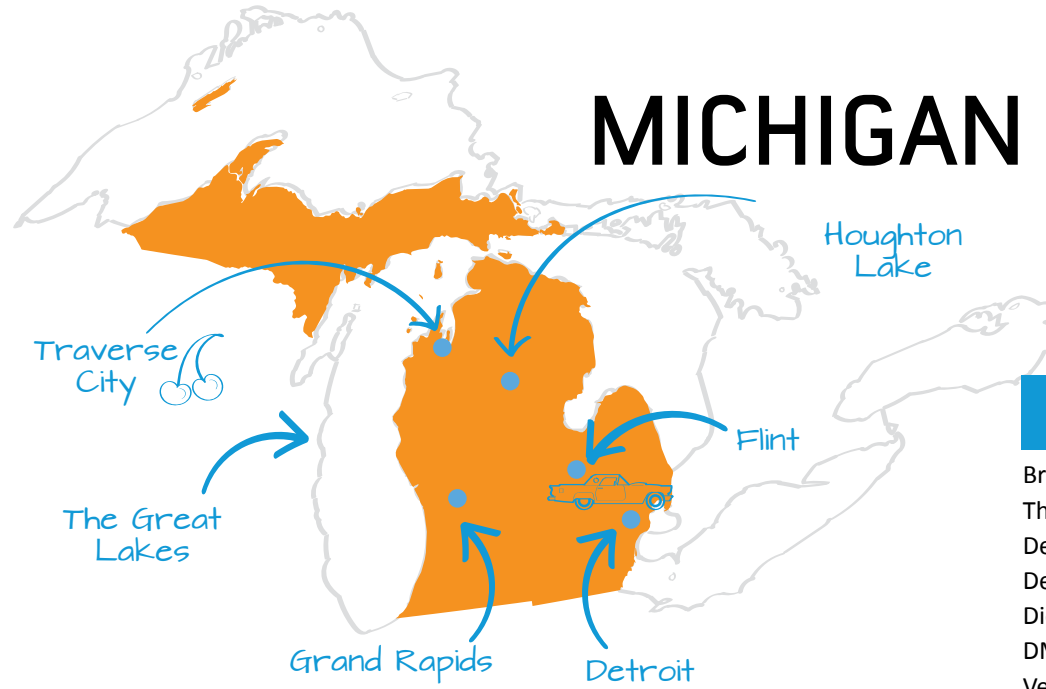 MICHIGAN
Houghton
Lake
Traverse
City
Flint
The Great
Lakes
Grand Rapids
Detroit